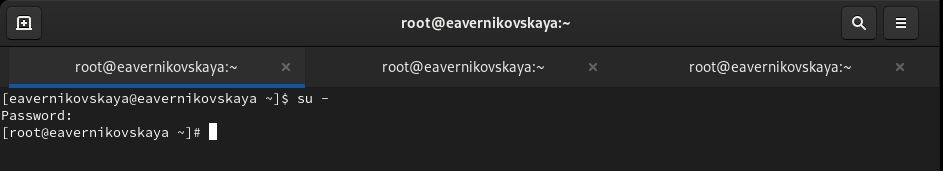 root@eavernikovskaya:~
root@eavernikovskaya:~ × root@eavernikovskaya:~ × root@eavernikovskaya:~ ×
[eavernikovskaya@eavernikovskaya ~]$ su -
Password:
[root@eavernikovskaya ~]#